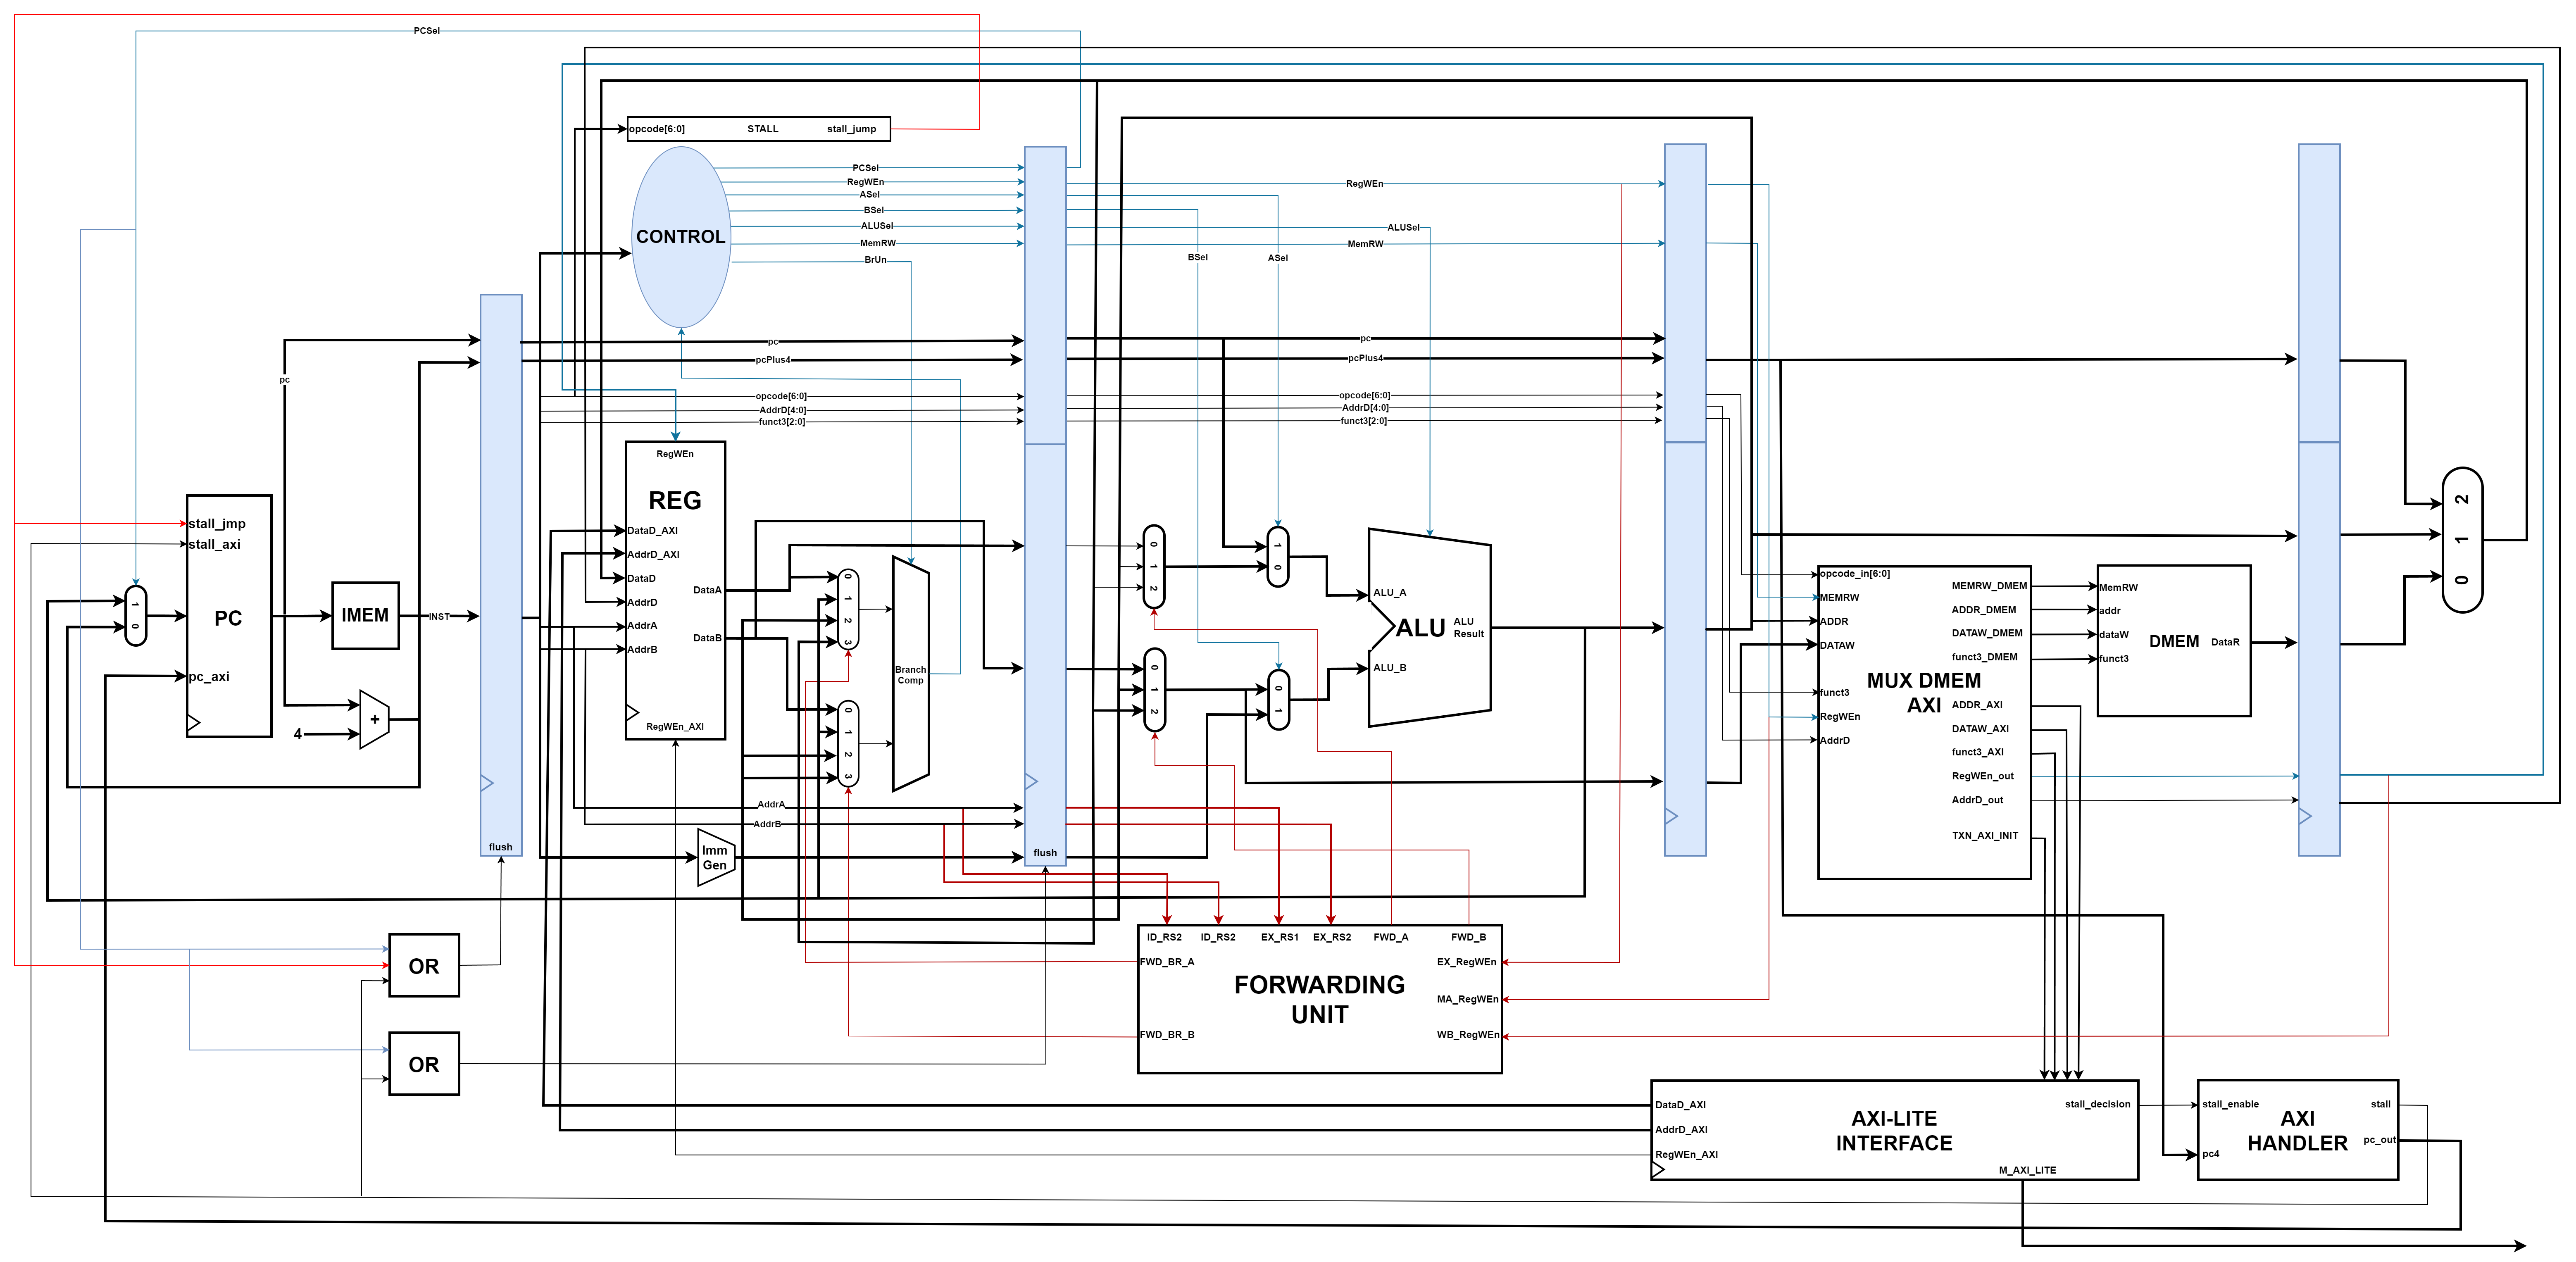 PCSel
opcode[6:0] STALL stall_jump
CONTROL
PCSel
RegWEn
ASel
BSel
ALUSel
MemRW
BrUn
RegWEn
ALUSel
MemRW
BSel
ASel
pc
pc
pcPlus4
pc
pcPlus4
opcode[6:0]
AddrD[4:0]
funct3[2:0]
opcode[6:0]
AddrD[4:0]
funct3[2:0]
stall_jmp
stall_axi
PC
pc_axi
1
0
IMEM
INST
+
4
flush
RegWEn
REG
DataD_AXI
AddrD_AXI
DataD
AddrD
AddrA
AddrB
DataA
DataB
RegWEn_AXI
0
1
2
3
0
1
2
3
Branch
Comp
AddrA
AddrB
Imm
Gen
flush
0
1
2
0
1
2
1
0
0
1
ALU_A
ALU
ALU
Result
ALU_B
opcode_in[6:0]
MEMRW
ADDR
DATAW
MUX DMEM
AXI
funct3
RegWEn
AddrD
MEMRW_DMEM
ADDR_DMEM
DATAW_DMEM
funct3_DMEM
ADDR_AXI
DATAW_AXI
funct3_AXI
RegWEn_out
AddrD_out
TXN_AXI_INIT
MemRW
addr
dataW
funct3
DMEM
DataR
2
1
0
OR
OR
ID_RS2 ID_RS2 EX_RS1 EX_RS2 FWD_A FWD_B
FWD_BR_A
FWD_BR_B
FORWARDING
UNIT
EX_RegWEn
MA_RegWEn
WB_RegWEn
DataD_AXI
AddrD_AXI
RegWEn_AXI
AXI-LITE
INTERFACE
stall_decision
M_AXI_LITE
stall_enable
pc4
AXI
HANDLER
stall
pc_out